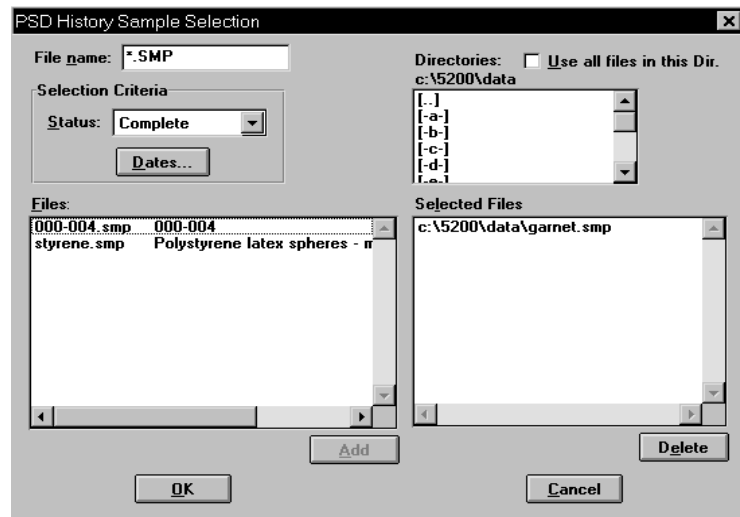 PSD History Sample Selection
File name: *.SMP
Directories: Use all files in this Dir.
c:\5200\data
Selection Criteria
Status: Complete
Dates...
[..]
[-a-]
[-b-]
[-c-]
[-d-]
[-e-]
Files:
000-004.smp 000-004
styrene.smp Polystyrene latex spheres - m
Selected Files
c:\5200\data\garnet.smp
Add
Delete
OK
Cancel